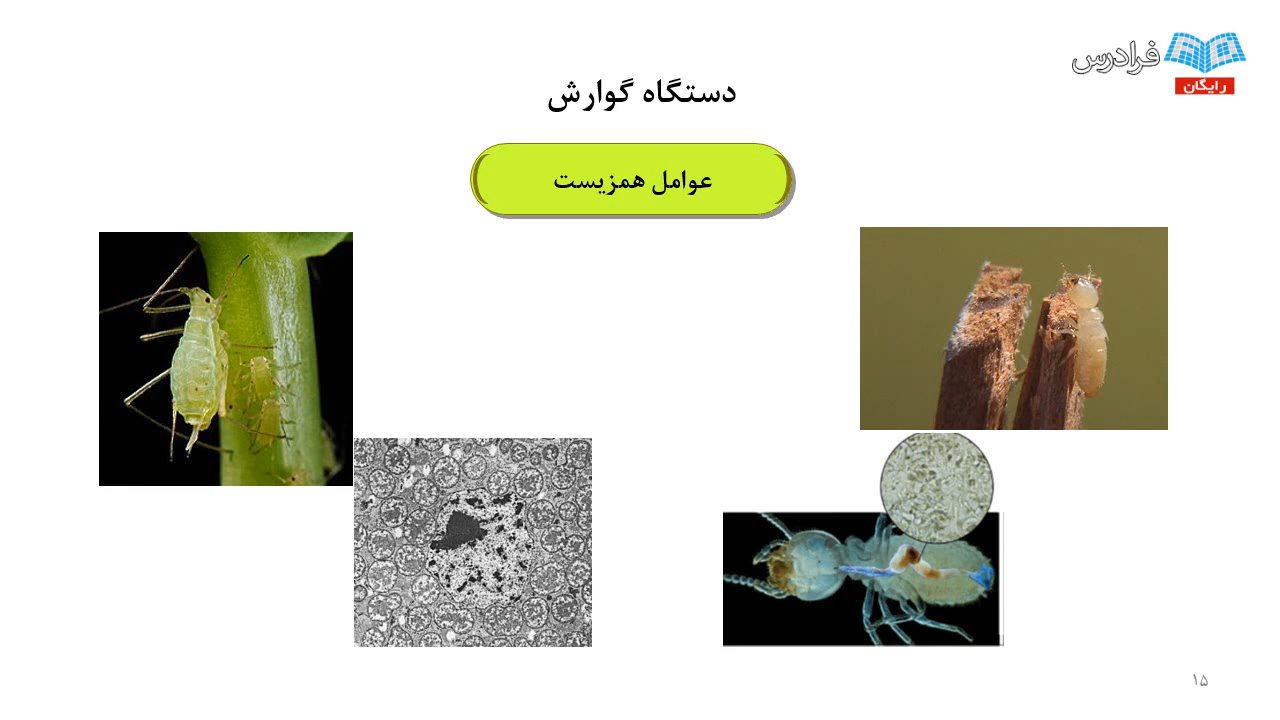 فرادرس
رایگان
دستگاه گوارش
عوامل همزیست
۱۵